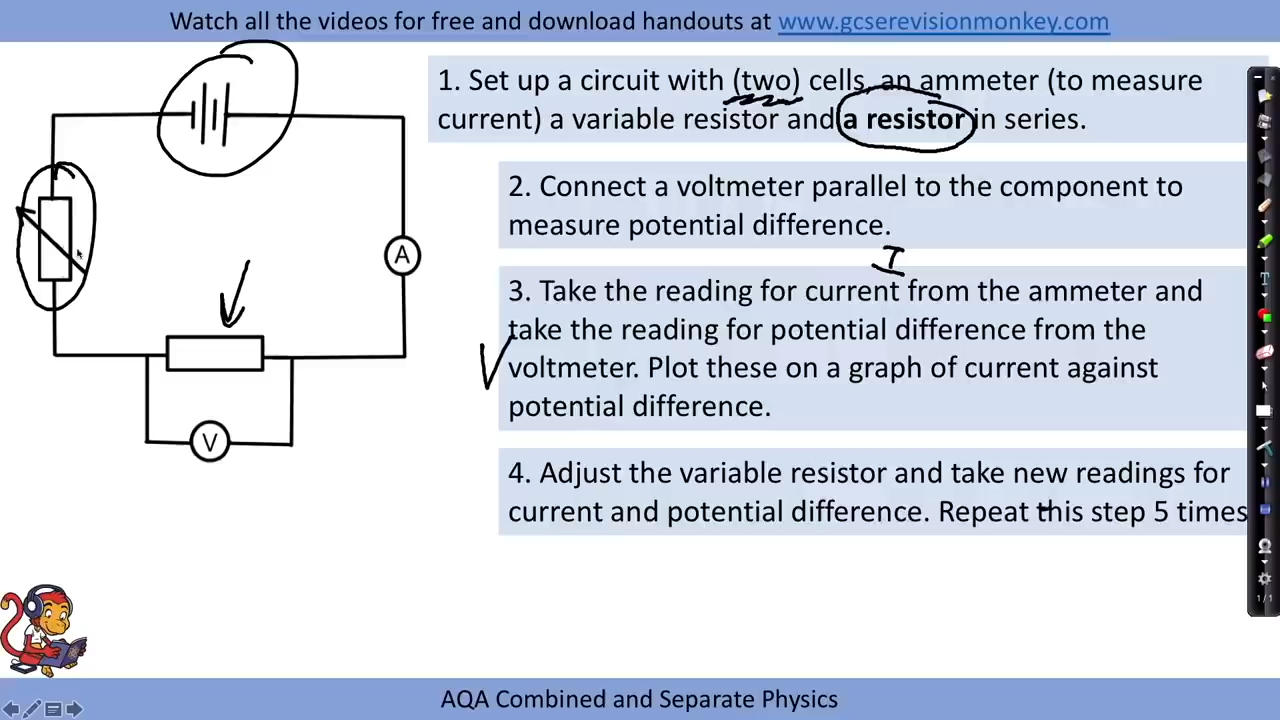 Watch all the videos for free and download handouts at www.gcserevisionmonkey.com
1. Set up a circuit with (two) cells, an ammeter (to measure
current) a variable resistor and a resistor in series.
2. Connect a voltmeter parallel to the component to
measure potential difference.
I
3. Take the reading for current from the ammeter and
take the reading for potential difference from the
V
voltmeter. Plot these on a graph of current against
potential difference.
4. Adjust the variable resistor and take new readings for
current and potential difference. Repeat this step 5 times
A
V
T
1/1
AQA Combined and Separate Physics